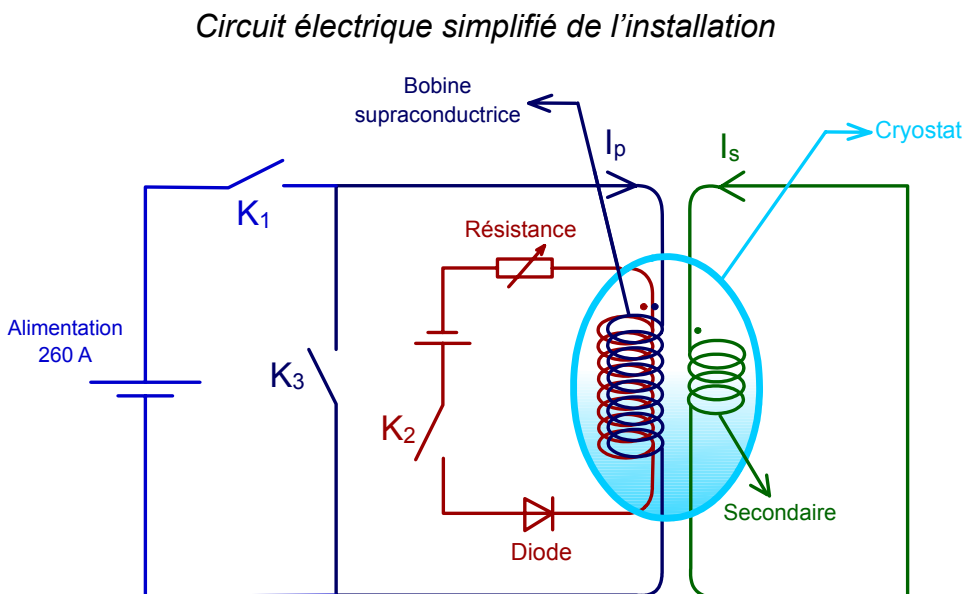 Circuit électrique simplifié de l'installation
Bobine
supraconductrice
Cryostat
Ip
Is
K1
Résistance
Alimentation
260 A
K3
K2
Secondaire
Diode